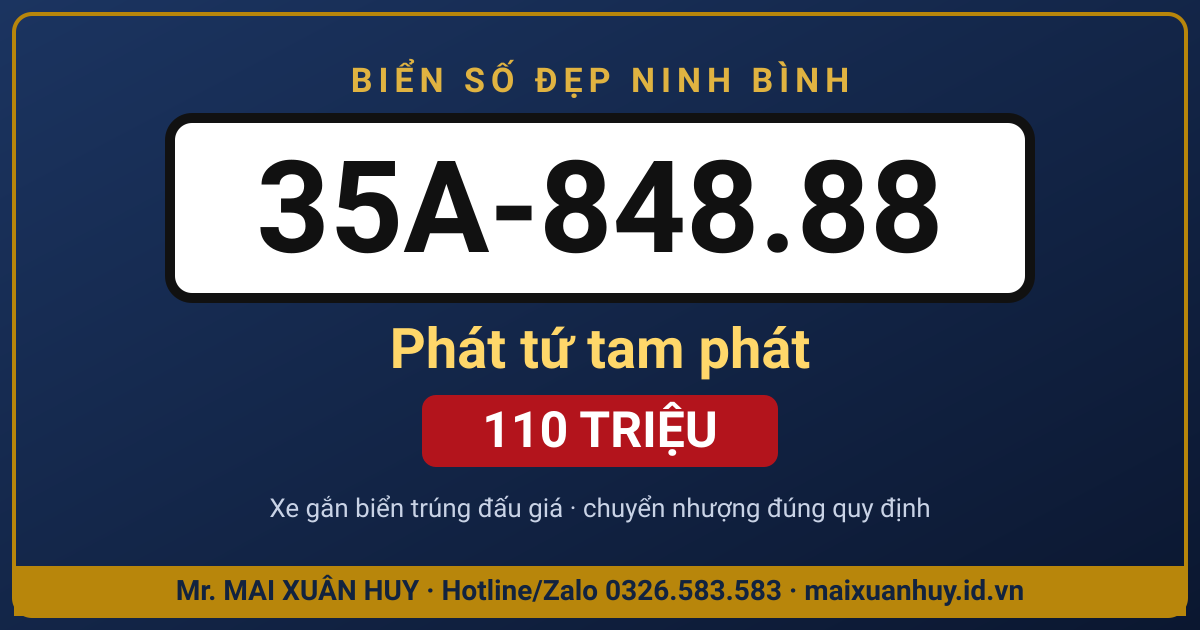 BIỂN SỐ ĐẸP NINH BÌNH
35A-848.88
Phát tứ tam phát
110 TRIỆU
Xe gắn biển trúng đấu giá · chuyển nhượng đúng quy định
Mr. MAI XUÂN HUY · Hotline/Zalo 0326.583.583 · maixuanhuy.id.vn